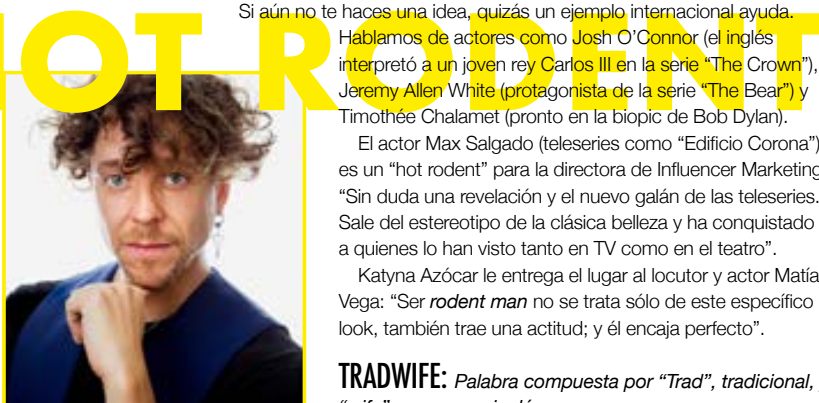 HOT RODENT
Si aún no te haces una idea, quizás un ejemplo internacional ayuda.
Hablamos de actores como Josh O'Connor (el inglés
interpretó a un joven rey Carlos III en la serie "The Crown"),
Jeremy Allen White (protagonista de la serie "The Bear") y
Timothée Chalamet (pronto en la biopic de Bob Dylan).
El actor Max Salgado (teleseries como "Edificio Corona")
es un "hot rodent" para la directora de Influencer Marketing
"Sin duda una revelación y el nuevo galán de las teleseries.
Sale del estereotipo de la clásica belleza y ha conquistado
a quienes lo han visto tanto en TV como en el teatro".
Katyna Azócar le entrega el lugar al locutor y actor Matía
Vega: "Ser rodent man no se trata sólo de este específico
look, también trae una actitud; y él encaja perfecto".
TRADWIFE: Palabra compuesta por "Trad", tradicional,